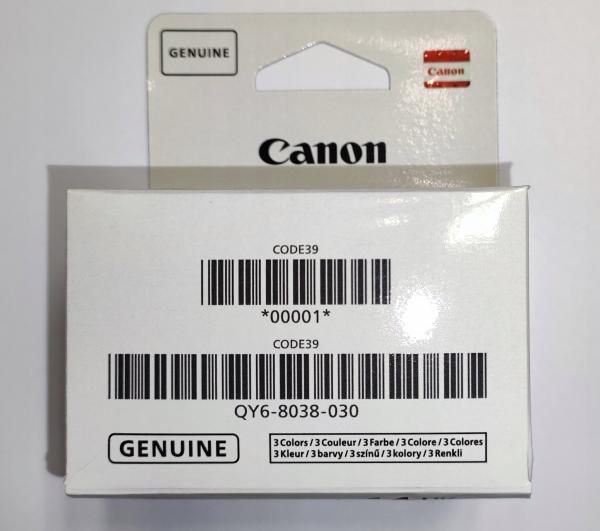 GENUINE
Canon
Canon
CODE39
*00001*
CODE39
QY6-8038-030
GENUINE
3 Colors / 3 Couleur / 3 Farbe / 3 Colore / 3 Colores
3 Kleur / 3 barvy / 3 színű / 3 kolory / 3 Renkli